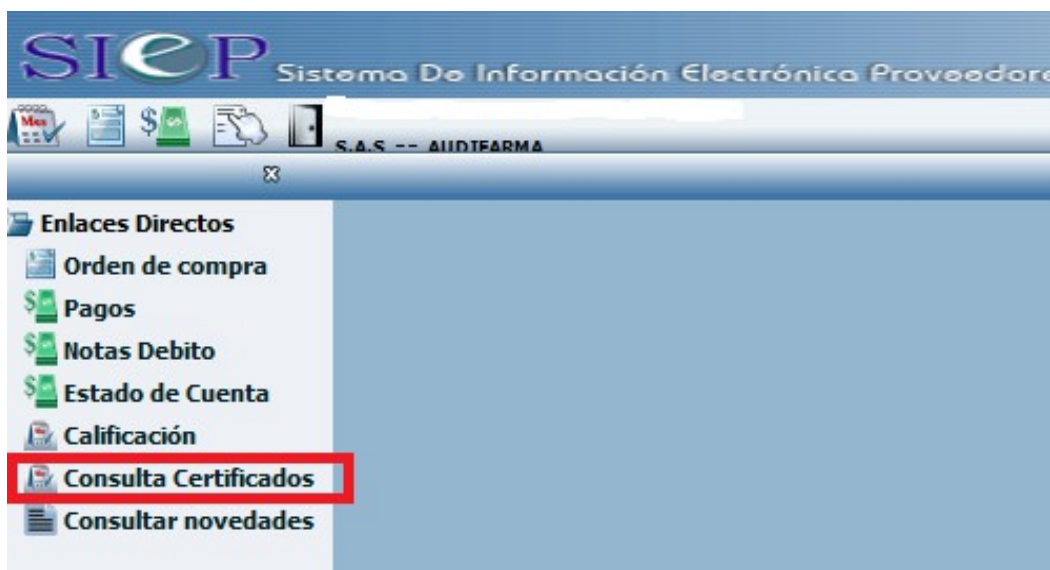 SIEP
Sistema De Información Electrónica Proveedore
Mes
S.A.S -- AUDIFARMA
Enlaces Directos
Orden de compra
Pagos
Notas Debito
Estado de Cuenta
Calificación
Consulta Certificados
Consultar novedades